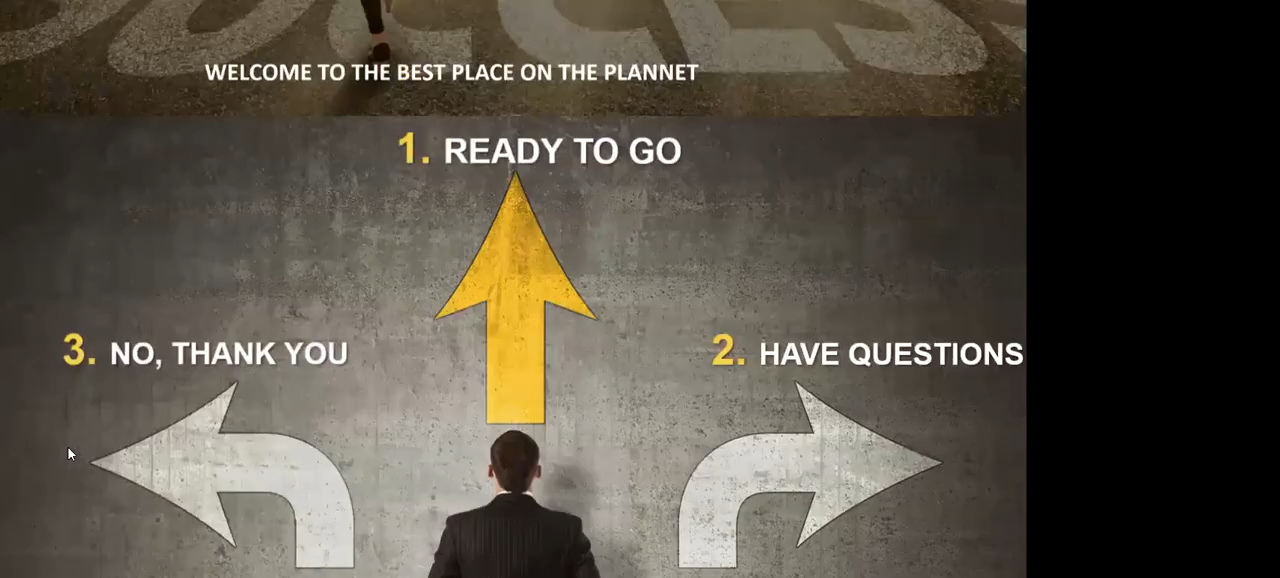 SUCCESS
WELCOME TO THE BEST PLACE ON THE PLANNET
1. READY TO GO
3. NO, THANK YOU
2. HAVE QUESTIONS